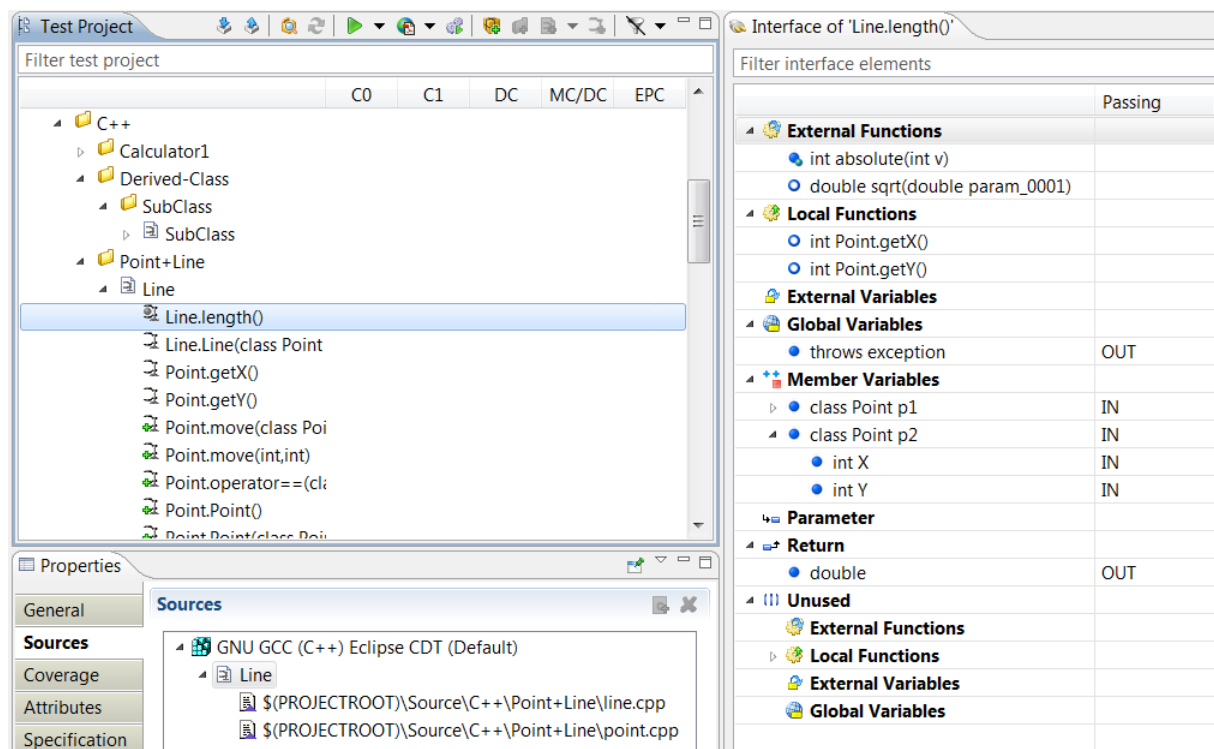 Test Project
Filter test project
C0 C1 DC MC/DC EPC
C++
Calculator1
Derived-Class
SubClass
SubClass
Point+Line
Line
Line.length()
Line.Line(class Point
Point.getX()
Point.getY()
Point.move(class Poi
Point.move(int,int)
Point.operator==(cla
Point.Point()
Point.Point(class Poin
Properties
General
Sources
Coverage
Attributes
Specification
Sources
GNU GCC (C++) Eclipse CDT (Default)
Line
$(PROJECTROOT)\Source\C++\Point+Line\line.cpp
$(PROJECTROOT)\Source\C++\Point+Line\point.cpp
Interface of 'Line.length()'
Filter interface elements
Passing
External Functions
int absolute(int v)
double sqrt(double param_0001)
Local Functions
int Point.getX()
int Point.getY()
External Variables
Global Variables
throws exception OUT
Member Variables
class Point p1 IN
class Point p2 IN
int X IN
int Y IN
Parameter
Return
double OUT
Unused
External Functions
Local Functions
External Variables
Global Variables